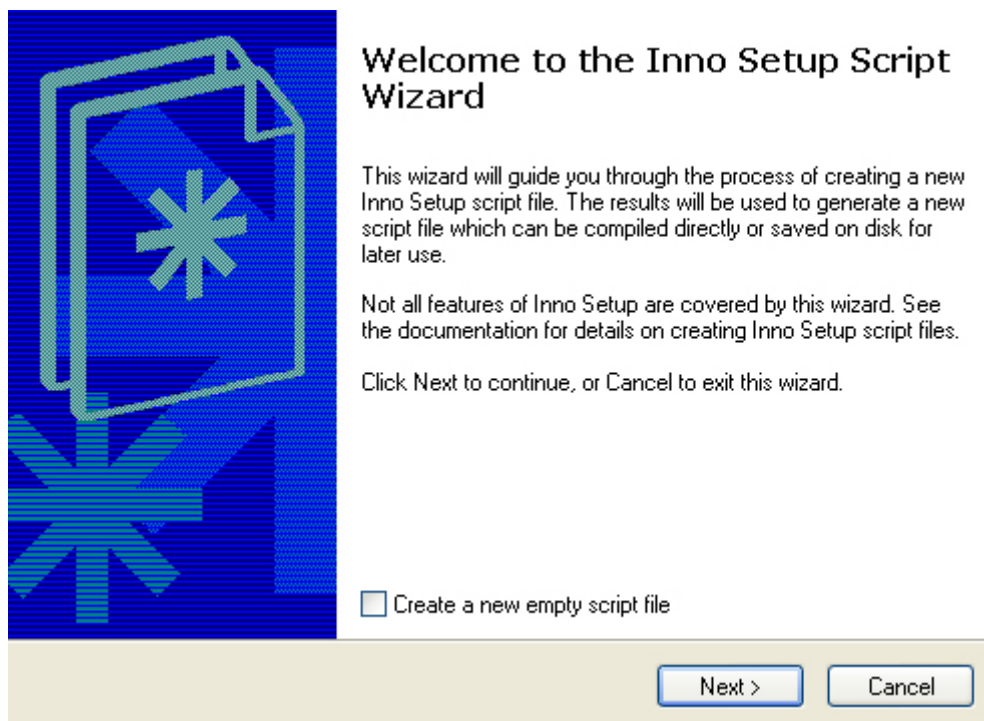 Welcome to the Inno Setup Script
Wizard
This wizard will guide you through the process of creating a new
Inno Setup script file. The results will be used to generate a new
script file which can be compiled directly or saved on disk for
later use.
Not all features of Inno Setup are covered by this wizard. See
the documentation for details on creating Inno Setup script files.
Click Next to continue, or Cancel to exit this wizard.
Create a new empty script file
Next >
Cancel